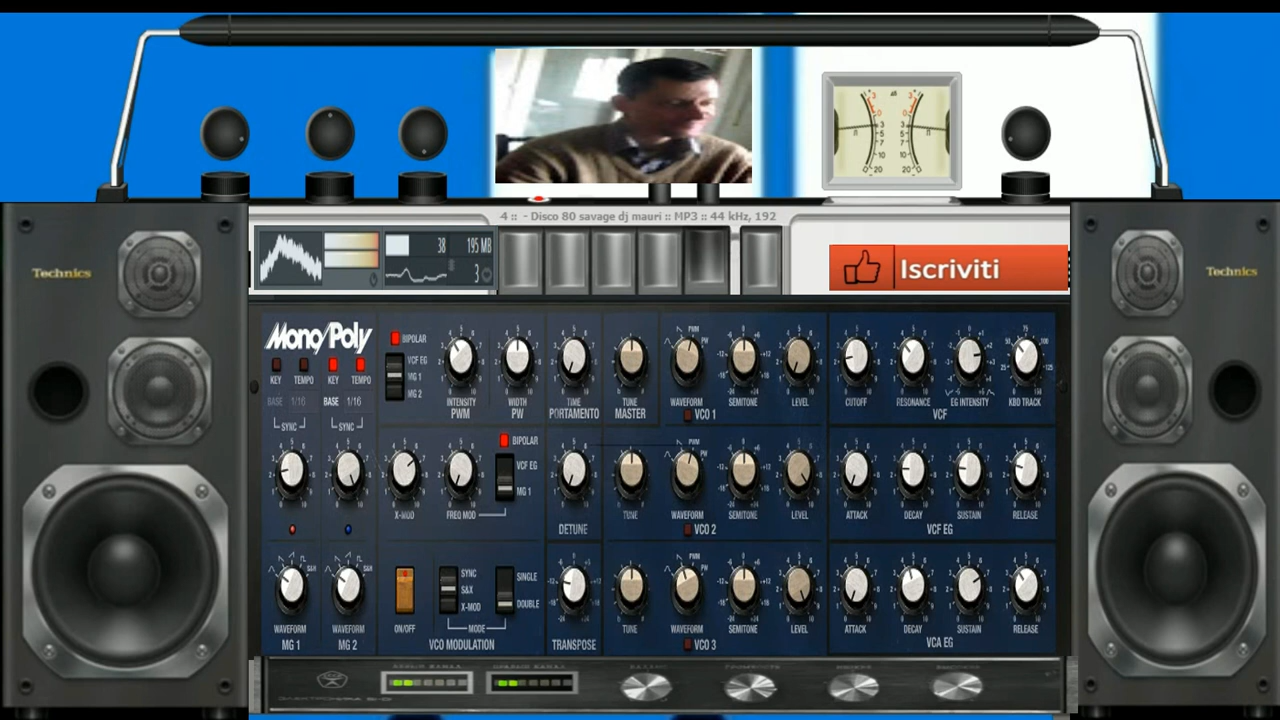 4 :: - Disco 80 savage dj mauri :: MP3 :: 44 kHz, 192
38 195 MB
3
Iscriviti
Technics
Technics
Mono/Poly
KEY TEMPO KEY TEMPO
BASE 1/16 BASE 1/16
SYNC SYNC
BIPOLAR
VCF EG
MG 1
MG 2
INTENSITY WIDTH TIME TUNE WAVEFORM SEMITONE LEVEL CUTOFF RESONANCE EG INTENSITY KBD TRACK
PWM PW PORTAMENTO MASTER VCO 1 VCF
BIPOLAR
VCF EG
MG 1
X-MOD FREQ MOD TUNE WAVEFORM SEMITONE LEVEL ATTACK DECAY SUSTAIN RELEASE
DETUNE VCO 2 VCF EG
SYNC SINGLE
S&X
X-MOD DOUBLE
WAVEFORM WAVEFORM ON/OFF MODE TUNE WAVEFORM SEMITONE LEVEL ATTACK DECAY SUSTAIN RELEASE
MG 1 MG 2 VCO MODULATION TRANSPOSE VCO 3 VCA EG